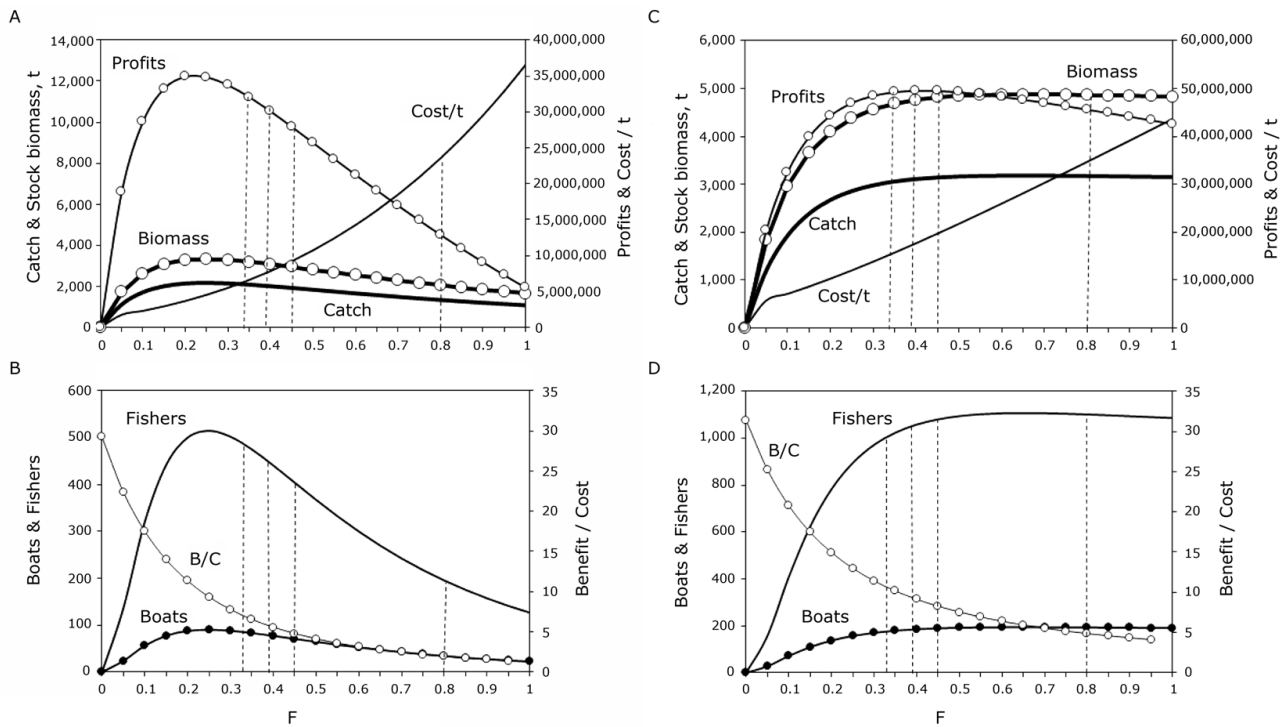 A
14,000
12,000
10,000
8,000
6,000
4,000
2,000
0
Catch & Stock biomass, t
Profits
Cost/t
Biomass
Catch
40,000,000
35,000,000
30,000,000
25,000,000
20,000,000
15,000,000
10,000,000
5,000,000
0
Profits & Cost / t
0 0.1 0.2 0.3 0.4 0.5 0.6 0.7 0.8 0.9 1
C
6,000
5,000
4,000
3,000
2,000
1,000
0
Catch & Stock biomass, t
Biomass
Profits
Catch
Cost/t
60,000,000
50,000,000
40,000,000
30,000,000
20,000,000
10,000,000
0
Profits & Cost / t
0 0.1 0.2 0.3 0.4 0.5 0.6 0.7 0.8 0.9 1
B
600
500
400
300
200
100
0
Boats & Fishers
Fishers
B/C
Boats
35
30
25
20
15
10
5
0
Benefit / Cost
0 0.1 0.2 0.3 0.4 0.5 0.6 0.7 0.8 0.9 1
F
D
1,200
1,000
800
600
400
200
0
Boats & Fishers
Fishers
B/C
Boats
35
30
25
20
15
10
5
0
Benefit / Cost
0 0.1 0.2 0.3 0.4 0.5 0.6 0.7 0.8 0.9 1
F